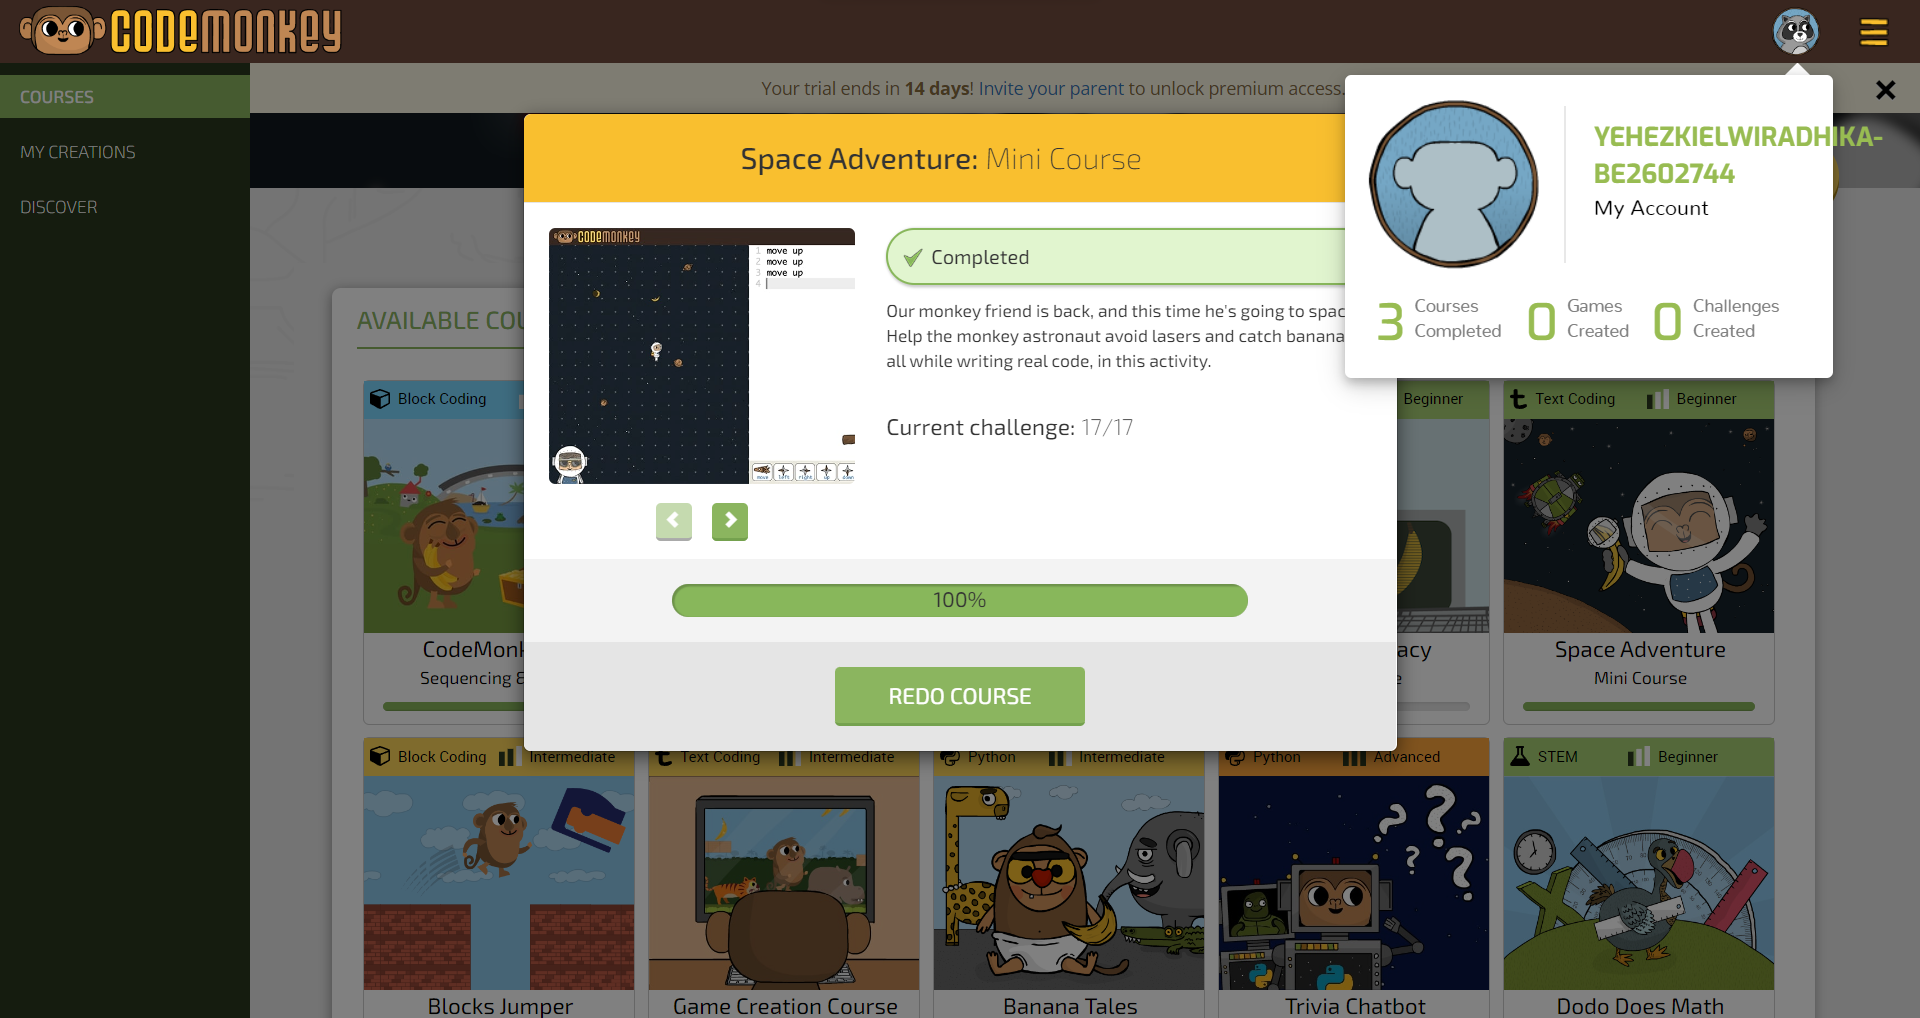 CODEMONKEY
COURSES
MY CREATIONS
DISCOVER
Your trial ends in 14 days! Invite your parent to unlock premium access.
YEHEZKIELWIRADHIKA-
BE2602744
My Account
3 Courses Completed
0 Games Created
0 Challenges Created
Space Adventure: Mini Course
CODEMONKEY
1 move up
2 move up
3 move up
4
move left right up down
Completed
Our monkey friend is back, and this time he's going to spac
Help the monkey astronaut avoid lasers and catch banana
all while writing real code, in this activity.
Current challenge: 17/17
100%
REDO COURSE
AVAILABLE COU
Block Coding
Beginner
Text Coding Beginner
CodeMonk
Sequencing &
acy
Space Adventure
Mini Course
Block Coding Intermediate
Text Coding Intermediate
Python Intermediate
Python Advanced
STEM Beginner
Blocks Jumper
Game Creation Course
Banana Tales
Trivia Chatbot
Dodo Does Math